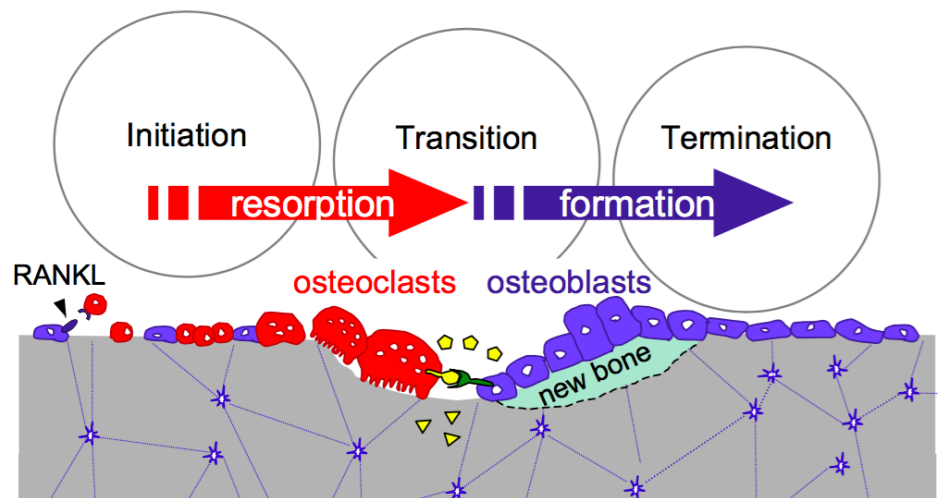 Initiation
Transition
Termination
resorption
formation
RANKL
osteoclasts
osteoblasts
new bone